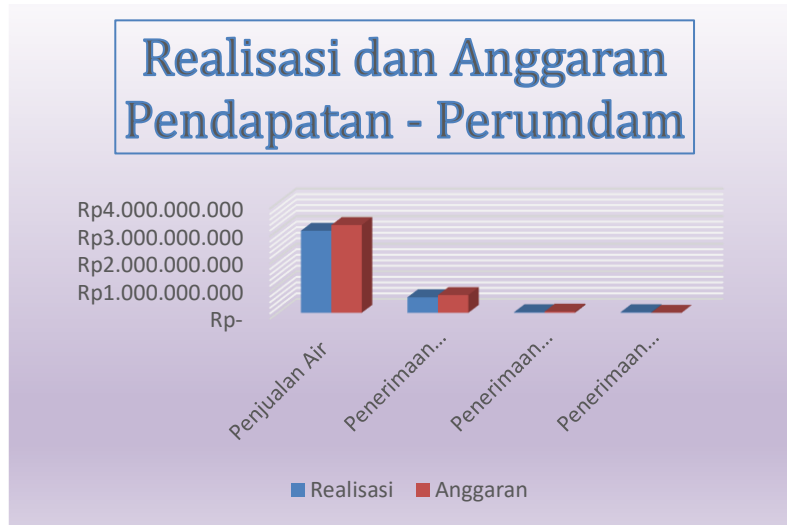 Realisasi dan Anggaran
Pendapatan - Perumdam
Rp4.000.000.000
Rp3.000.000.000
Rp2.000.000.000
Rp1.000.000.000
Rp-
Penjualan Air
Penerimaan...
Penerimaan...
Penerimaan...
Realisasi
Anggaran